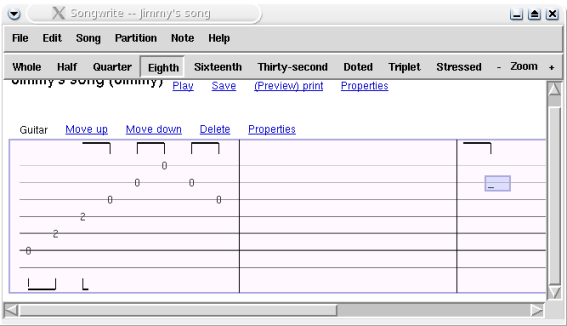 Songwrite -- Jimmy's song
File Edit Song Partition Note Help
Whole Half Quarter Eighth Sixteenth Thirty-second Doted Triplet Stressed - Zoom +
Jimmy's song (Jimmy) Play Save (Preview) print Properties
Guitar Move up Move down Delete Properties
0
0 0
0 0
2
2
0